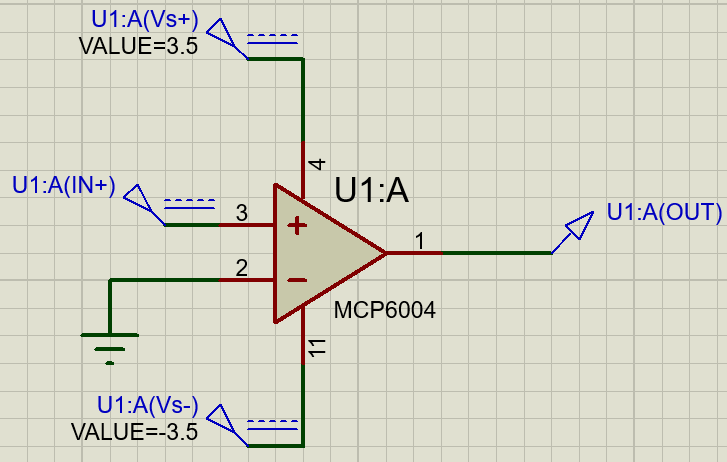 U1:A(Vs+)
VALUE=3.5
4
U1:A
U1:A(IN+)
3
+
U1:A(OUT)
1
2
−
MCP6004
11
U1:A(Vs-)
VALUE=-3.5